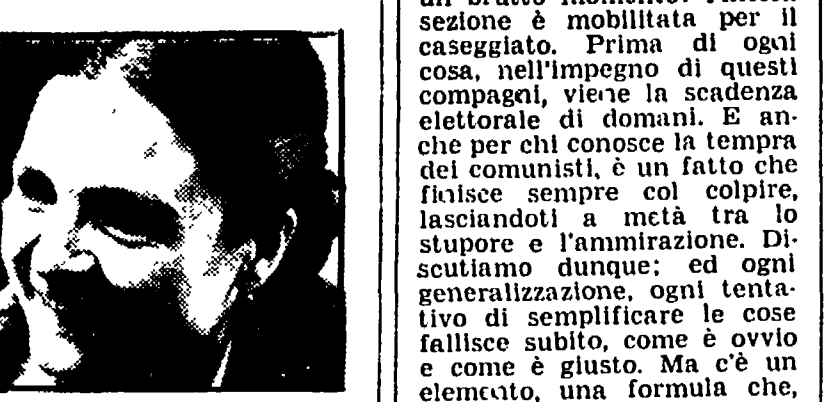 sezione è mobilitata per il
caseggiato. Prima di ogni
cosa, nell'impegno di questi
compagni, viene la scadenza
elettorale di domani. E an-
che per chi conosce la tempra
dei comunisti, è un fatto che
finisce sempre col colpire,
lasciandoti a metà tra lo
stupore e l'ammirazione. Di-
scutiamo dunque: ed ogni
generalizzazione, ogni tenta-
tivo di semplificare le cose
fallisce subito, come è ovvio
e come è giusto. Ma c'è un
elemento, una formula che,